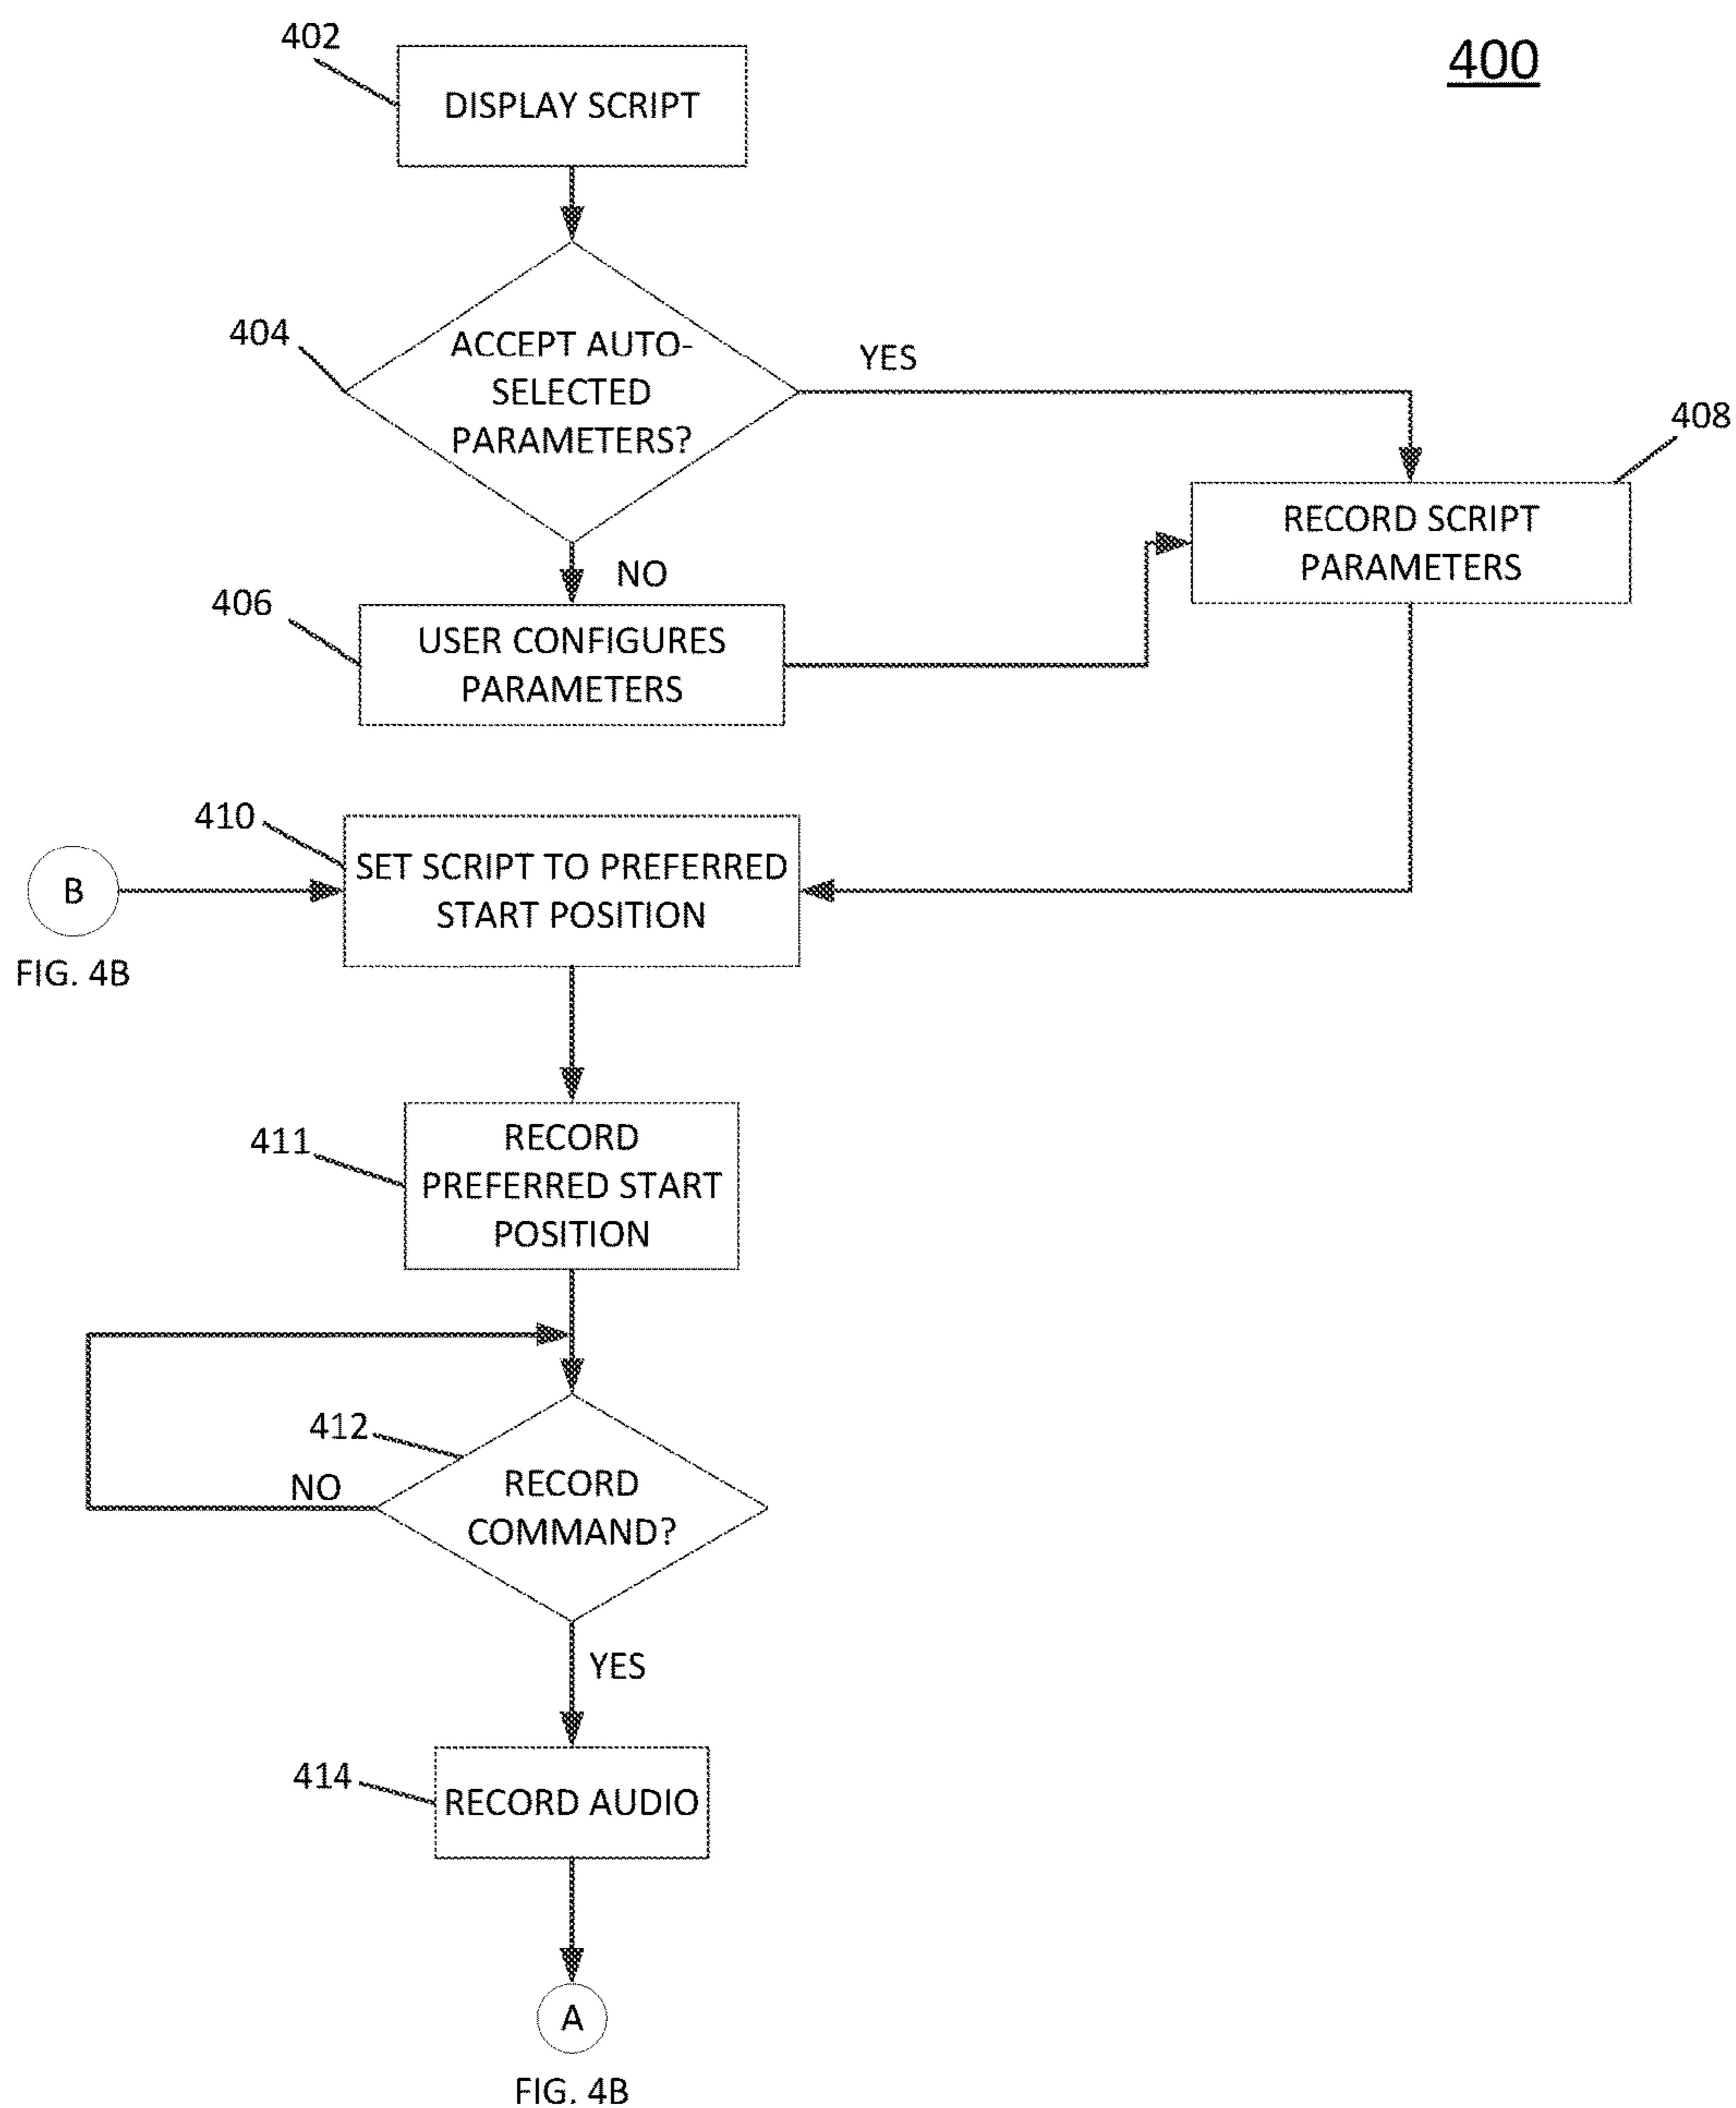 400
402
DISPLAY SCRIPT
404
ACCEPT AUTO-
SELECTED
PARAMETERS?
YES
408
RECORD SCRIPT
PARAMETERS
NO
406
USER CONFIGURES
PARAMETERS
410
SET SCRIPT TO PREFERRED
START POSITION
B
FIG. 4B
411
RECORD
PREFERRED START
POSITION
412
NO
RECORD
COMMAND?
YES
414
RECORD AUDIO
A
FIG. 4B